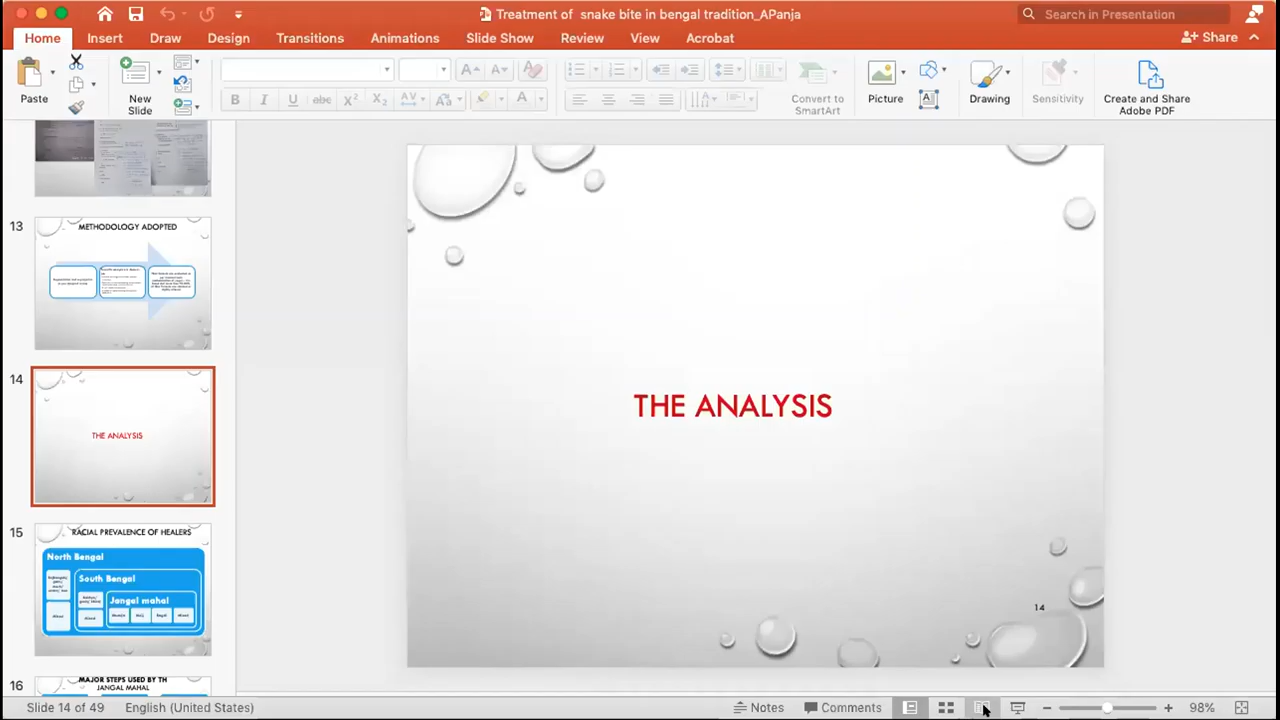 Treatment of  snake bite in bengal tradition_APanja
Search in Presentation
Home Insert Draw Design Transitions Animations Slide Show Review View Acrobat
Share
Paste
New
Slide
Convert to
SmartArt
Picture
Drawing
Sensitivity
Create and Share
Adobe PDF
13
METHODOLOGY ADOPTED
14
THE ANALYSIS
15
RACIAL PREVALENCE OF HEALERS
North Bengal
South Bengal
Jangal mahal
16
MAJOR STEPS USED BY TH
JANGAL MAHAL
THE ANALYSIS
14
Slide 14 of 49
English (United States)
Notes
Comments
98%